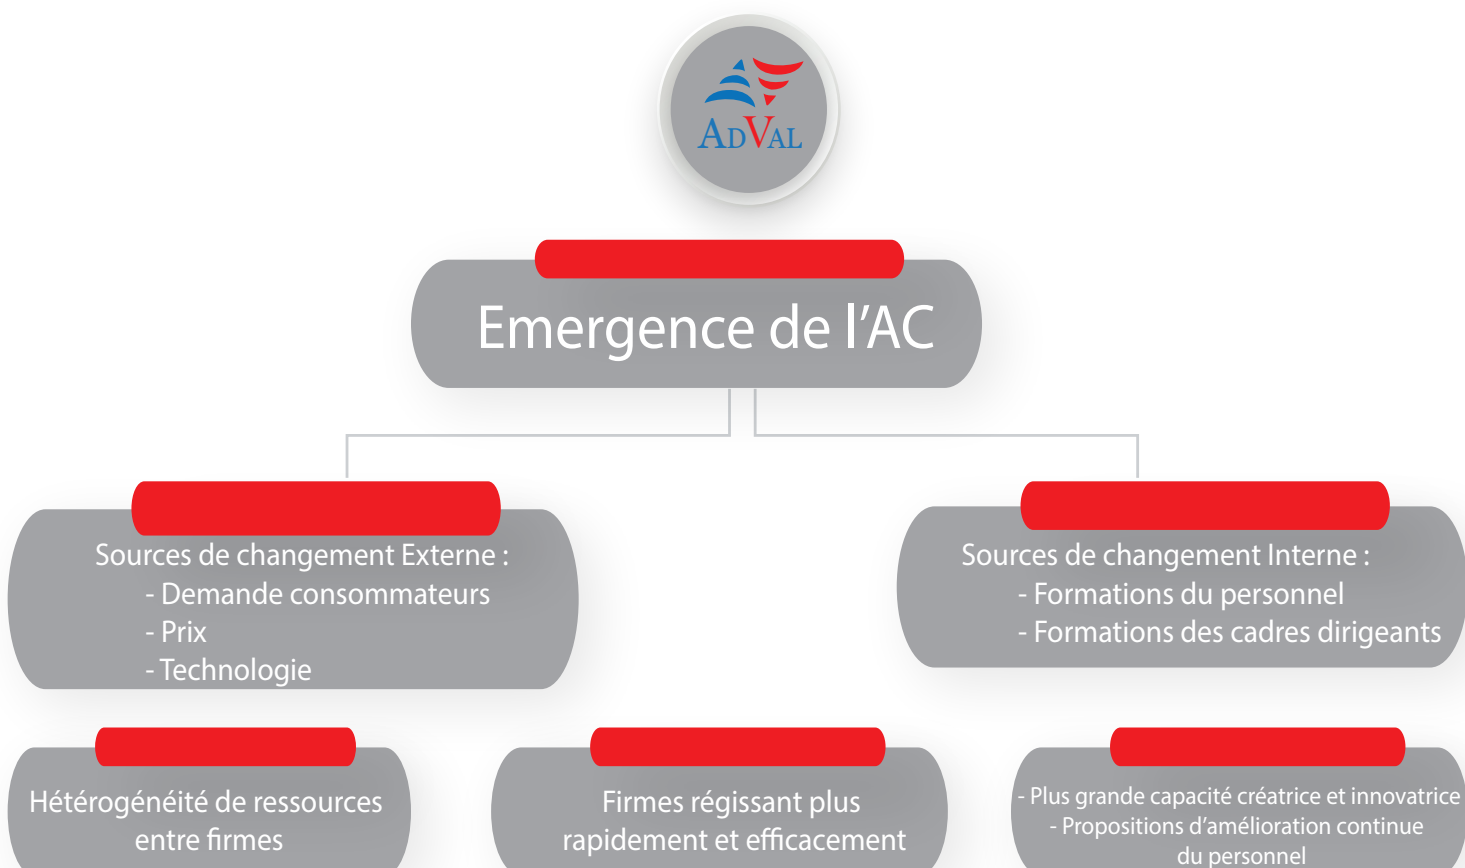 ADVAL
Emergence de l'AC
Sources de changement Externe :
- Demande consommateurs
- Prix
- Technologie
Sources de changement Interne :
- Formations du personnel
- Formations des cadres dirigeants
Hétérogénéité de ressources
entre firmes
Firmes régissant plus
rapidement et efficacement
- Plus grande capacité créatrice et innovatrice
- Propositions d'amélioration continue
du personnel